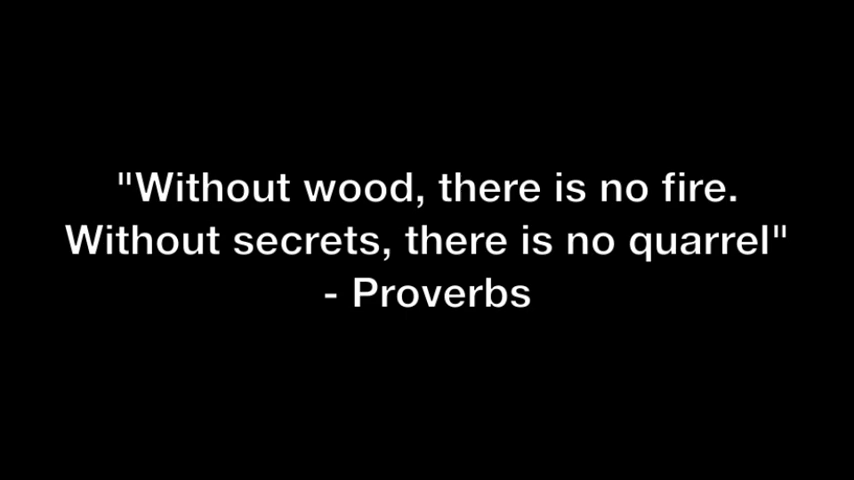 "Without wood, there is no fire.
Without secrets, there is no quarrel"
- Proverbs